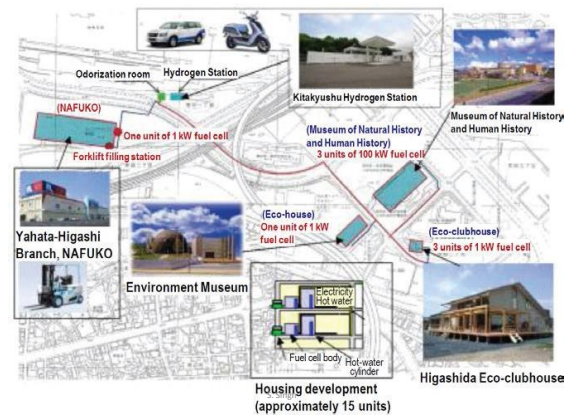 Odorization room
Hydrogen Station
Kitakyushu Hydrogen Station
(NAFUKO)
One unit of 1 kW fuel cell
Forklift filling station
Museum of Natural History
and Human History
(Museum of Natural History
and Human History)
3 units of 100 kW fuel cell
Yahata-Higashi
Branch, NAFUKO
Environment Museum
(Eco-house)
One unit of 1 kW
fuel cell
(Eco-clubhouse)
3 units of 1 kW fuel cell
Electricity
Hot water
Fuel cell body
Hot-water
cylinder
Housing development
(approximately 15 units)
Higashida Eco-clubhouse
S. Singh